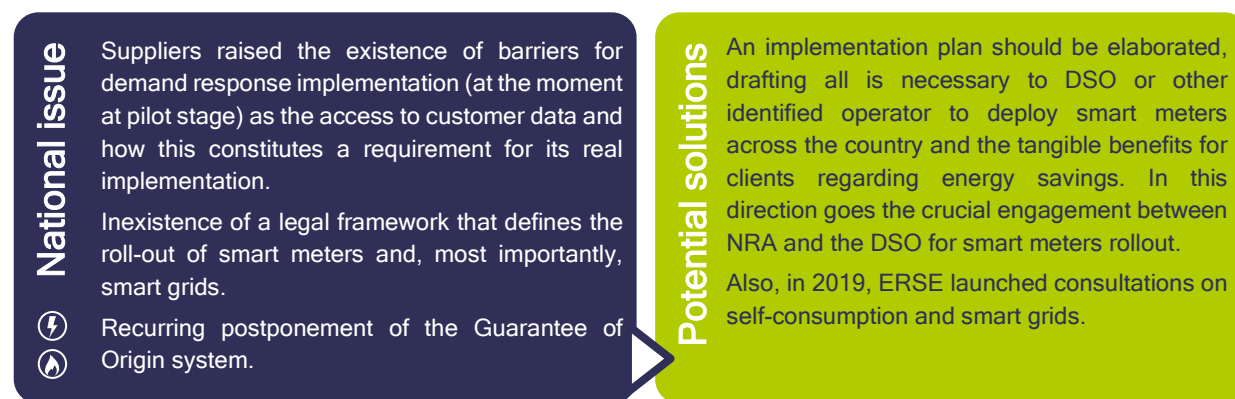 National issue
Suppliers raised the existence of barriers for
demand response implementation (at the moment
at pilot stage) as the access to customer data and
how this constitutes a requirement for its real
implementation.
Inexistence of a legal framework that defines the
roll-out of smart meters and, most importantly,
smart grids.
Recurring postponement of the Guarantee of
Origin system.
Potential solutions
An implementation plan should be elaborated,
drafting all is necessary to DSO or other
identified operator to deploy smart meters
across the country and the tangible benefits for
clients regarding energy savings. In this
direction goes the crucial engagement between
NRA and the DSO for smart meters rollout.
Also, in 2019, ERSE launched consultations on
self-consumption and smart grids.